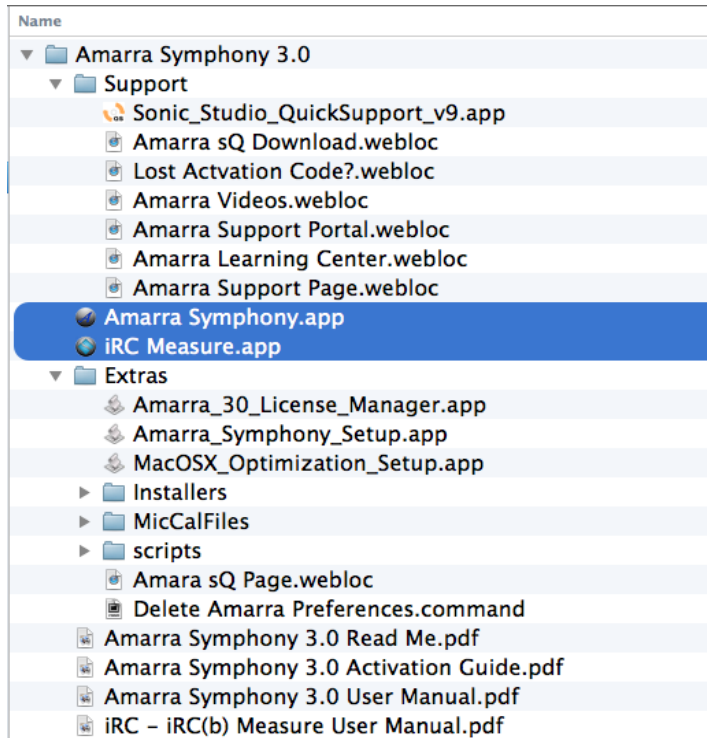 Name
Amarra Symphony 3.0
Support
Sonic_Studio_QuickSupport_v9.app
Amarra sQ Download.webloc
Lost Actvation Code?.webloc
Amarra Videos.webloc
Amarra Support Portal.webloc
Amarra Learning Center.webloc
Amarra Support Page.webloc
Amarra Symphony.app
iRC Measure.app
Extras
Amarra_30_License_Manager.app
Amarra_Symphony_Setup.app
MacOSX_Optimization_Setup.app
Installers
MicCalFiles
scripts
Amara sQ Page.webloc
Delete Amarra Preferences.command
Amarra Symphony 3.0 Read Me.pdf
Amarra Symphony 3.0 Activation Guide.pdf
Amarra Symphony 3.0 User Manual.pdf
iRC – iRC(b) Measure User Manual.pdf